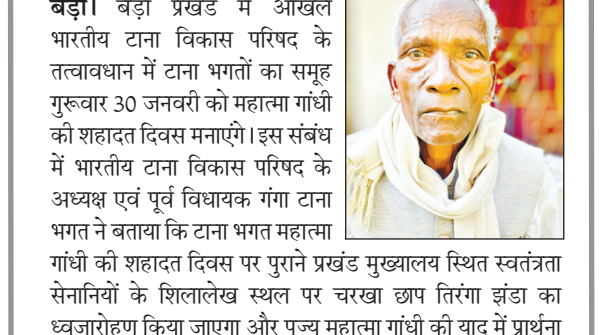 बेड़ो। बेड़ो प्रखंड में अखिल
भारतीय टाना विकास परिषद के
तत्वावधान में टाना भगतों का समूह
गुरूवार 30 जनवरी को महात्मा गांधी
की शहादत दिवस मनाएंगे। इस संबंध
में भारतीय टाना विकास परिषद के
अध्यक्ष एवं पूर्व विधायक गंगा टाना
भगत ने बताया कि टाना भगत महात्मा
गांधी की शहादत दिवस पर पुराने प्रखंड मुख्यालय स्थित स्वतंत्रता
सेनानियों के शिलालेख स्थल पर चरखा छाप तिरंगा झंडा का
ध्वजारोहण किया जाएगा और पूज्य महात्मा गांधी की याद में प्रार्थना